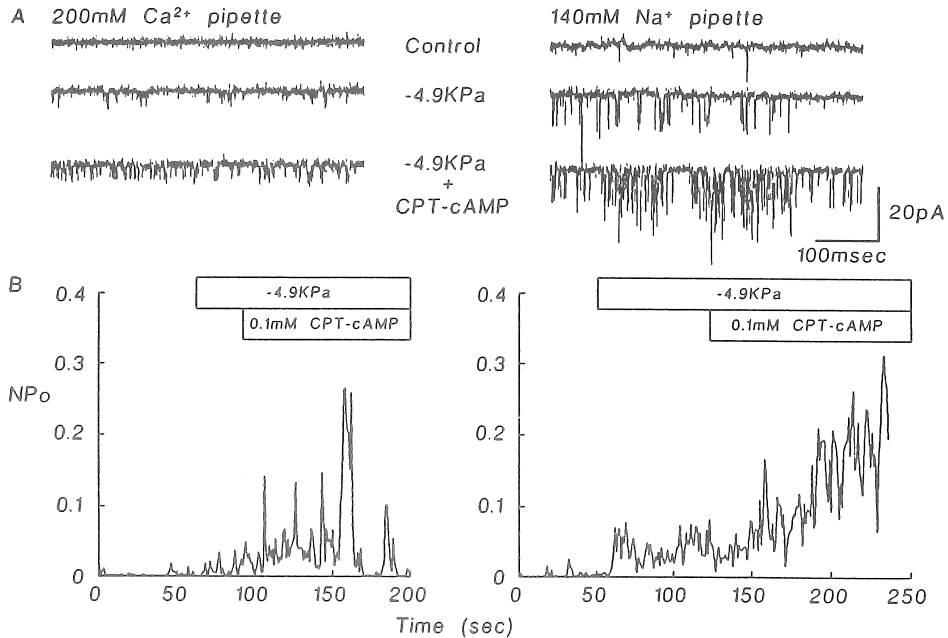 A 200mM Ca²⁺ pipette 140mM Na⁺ pipette
Control
-4.9KPa
-4.9KPa
+
CPT-cAMP
20pA
100msec
B
0.4 0.4
-4.9KPa -4.9KPa
0.1mM CPT-cAMP 0.1mM CPT-cAMP
0.3 0.3
NPo
0.2 0.2
0.1 0.1
0 0
0 50 100 150 200 0 50 100 150 200 250
Time (sec)